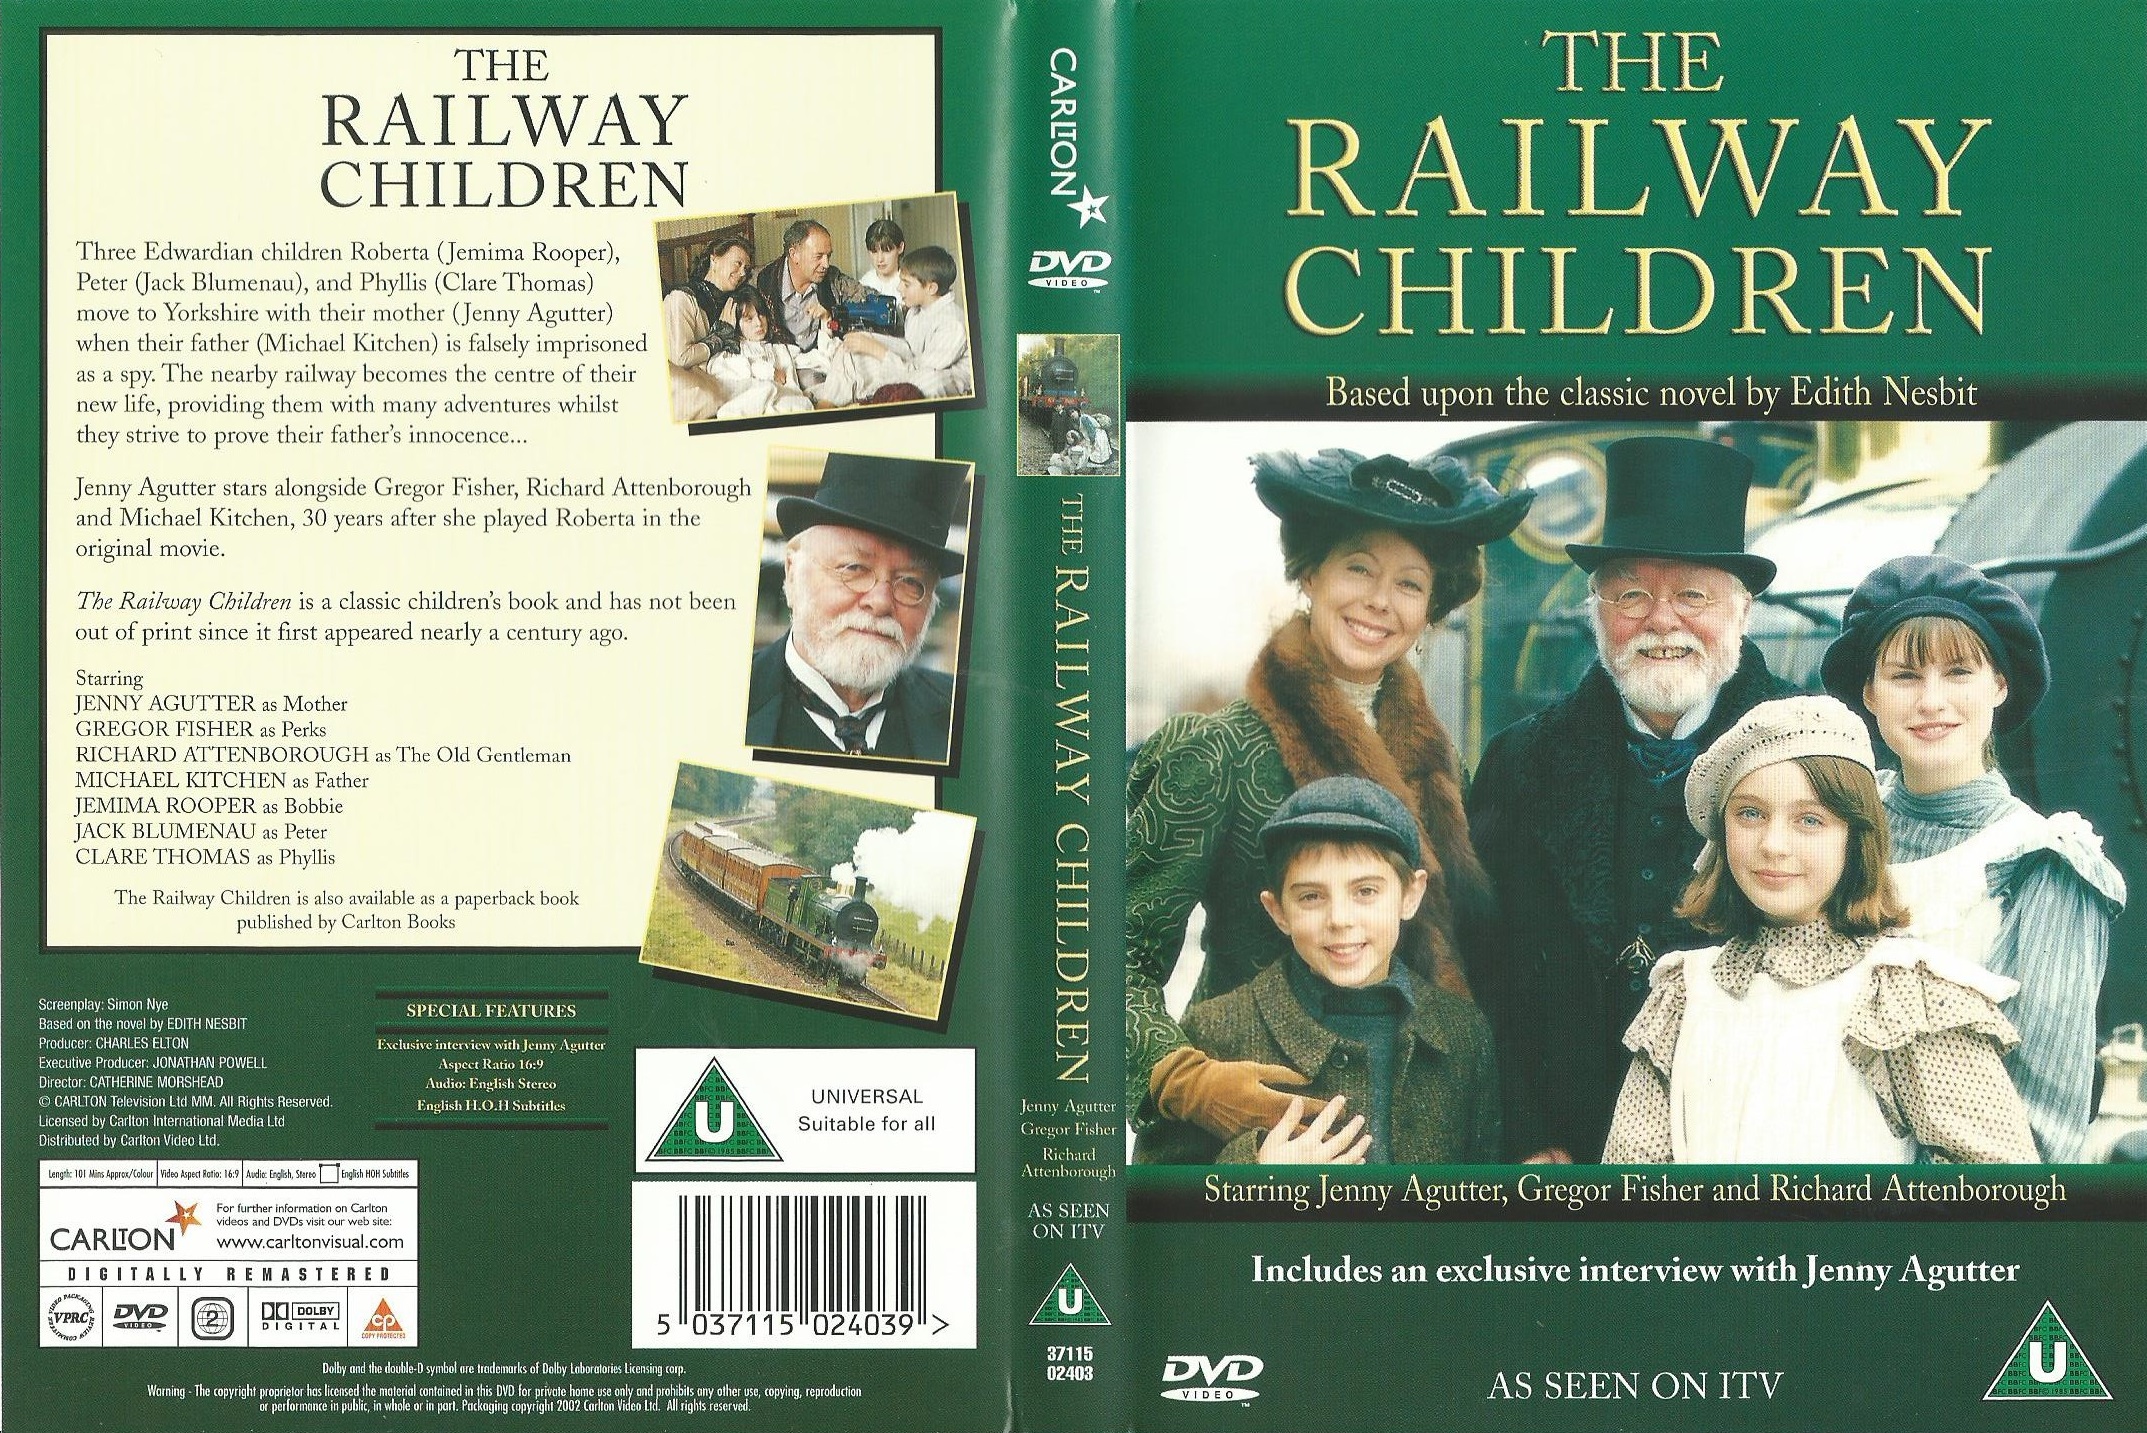 THE
RAILWAY
CHILDREN
Three Edwardian children Roberta (Jemima Rooper),
Peter (Jack Blumenau), and Phyllis (Clare Thomas)
move to Yorkshire with their mother (Jenny Agutter)
when their father (Michael Kitchen) is falsely imprisoned
as a spy. The nearby railway becomes the centre of their
new life, providing them with many adventures whilst
they strive to prove their father's innocence...
Jenny Agutter stars alongside Gregor Fisher, Richard Attenborough
and Michael Kitchen, 30 years after she played Roberta in the
original movie.
The Railway Children is a classic children's book and has not been
out of print since it first appeared nearly a century ago.
Starring
JENNY AGUTTER as Mother
GREGOR FISHER as Perks
RICHARD ATTENBOROUGH as The Old Gentleman
MICHAEL KITCHEN as Father
JEMIMA ROOPER as Bobbie
JACK BLUMENAU as Peter
CLARE THOMAS as Phyllis
The Railway Children is also available as a paperback book
published by Carlton Books
Screenplay: Simon Nye
Based on the novel by EDITH NESBIT
Producer: CHARLES ELTON
Executive Producer: JONATHAN POWELL
Director: CATHERINE MORSHEAD
© CARLTON Television Ltd MM. All Rights Reserved.
Licensed by Carlton International Media Ltd
Distributed by Carlton Video Ltd.
SPECIAL FEATURES
Exclusive interview with Jenny Agutter
Aspect Ratio 16:9
Audio: English Stereo
English H.O.H Subtitles
U
UNIVERSAL
Suitable for all
Length: 101 Mins Approx/Colour Video Aspect Ratio: 16:9 Audio: English, Stereo English HOH Subtitles
CARLTON
For further information on Carlton
videos and DVDs visit our web site:
www.carltonvisual.com
DIGITALLY REMASTERED
VIDEO PACKAGING REVIEW COMMITTEE VPRC
DVD VIDEO
2
DOLBY DIGITAL
CP COPY PROTECTED
5 037115 024039 >
Dolby and the double-D symbol are trademarks of Dolby Laboratories Licensing corp.
Warning - The copyright proprietor has licensed the material contained in this DVD for private home use only and prohibits any other use, copying, reproduction
or performance in public, in whole or in part. Packaging copyright 2002 Carlton Video Ltd. All rights reserved.
CARLTON
DVD
VIDEO
THE RAILWAY CHILDREN
Jenny Agutter
Gregor Fisher
Richard
Attenborough
AS SEEN
ON ITV
U
37115
02403
THE
RAILWAY
CHILDREN
Based upon the classic novel by Edith Nesbit
Starring Jenny Agutter, Gregor Fisher and Richard Attenborough
Includes an exclusive interview with Jenny Agutter
DVD
VIDEO
AS SEEN ON ITV
U